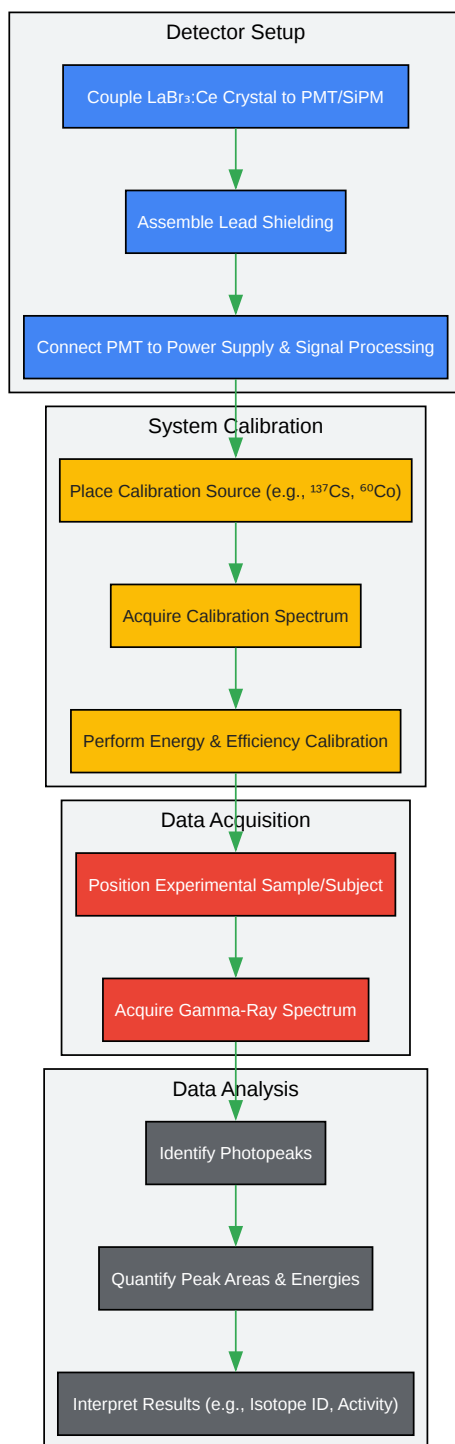 Detector Setup
Couple LaBr₃:Ce Crystal to PMT/SiPM
Assemble Lead Shielding
Connect PMT to Power Supply & Signal Processing
System Calibration
Place Calibration Source (e.g., ¹³⁷Cs, ⁶⁰Co)
Acquire Calibration Spectrum
Perform Energy & Efficiency Calibration
Data Acquisition
Position Experimental Sample/Subject
Acquire Gamma-Ray Spectrum
Data Analysis
Identify Photopeaks
Quantify Peak Areas & Energies
Interpret Results (e.g., Isotope ID, Activity)